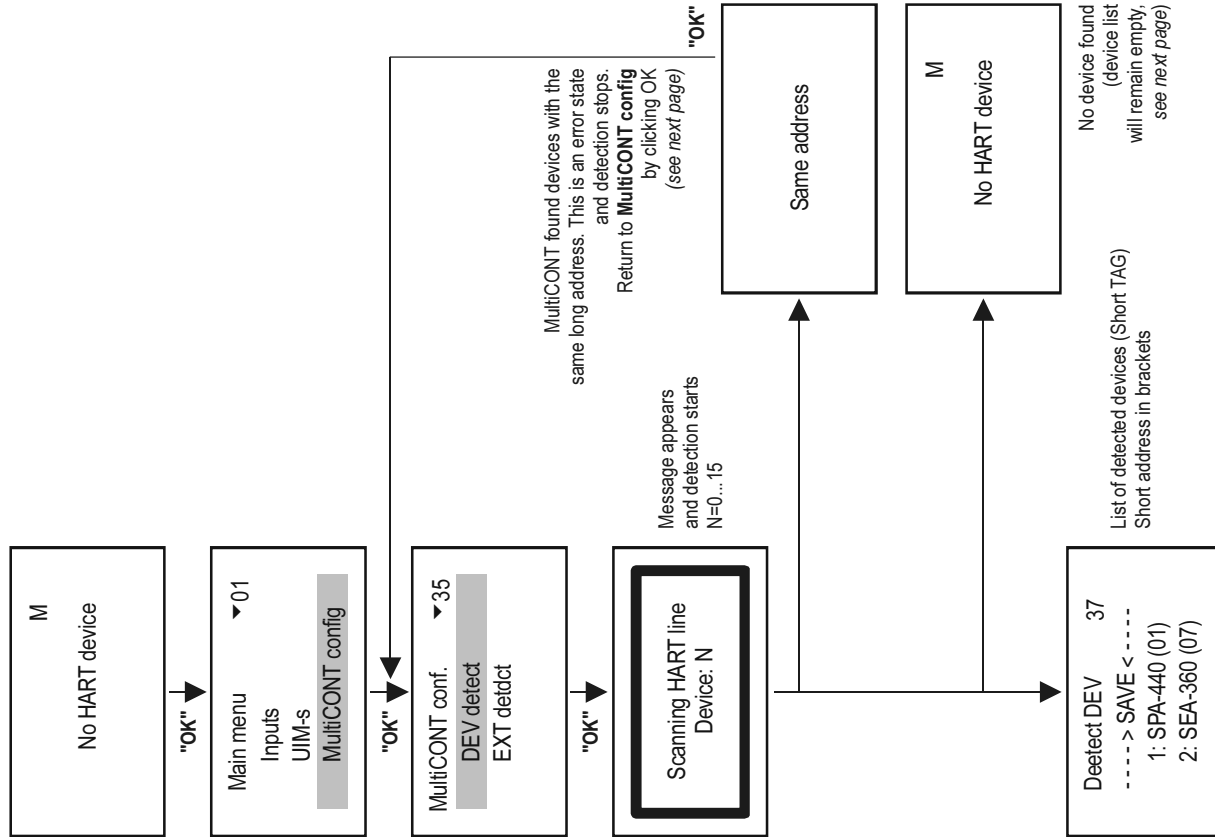 No HART device
M
"OK"
Main menu ▾01
Inputs
UIM-s
MultiCONT config
"OK"
MultiCONT conf. ▾35
DEV detect
EXT detdct
"OK"
Scanning HART line
Device: N
Message appears
and detection starts
N=0...15
MultiCONT found devices with the
same long address. This is an error state
and detection stops.
Return to MultiCONT config
by clicking OK
(see next page)
"OK"
Same address
M
No HART device
No device found
(device list
will remain empty,
see next page)
Deetect DEV 37
- - - - > SAVE < - - - -
1: SPA-440 (01)
2: SEA-360 (07)
List of detected devices (Short TAG)
Short address in brackets